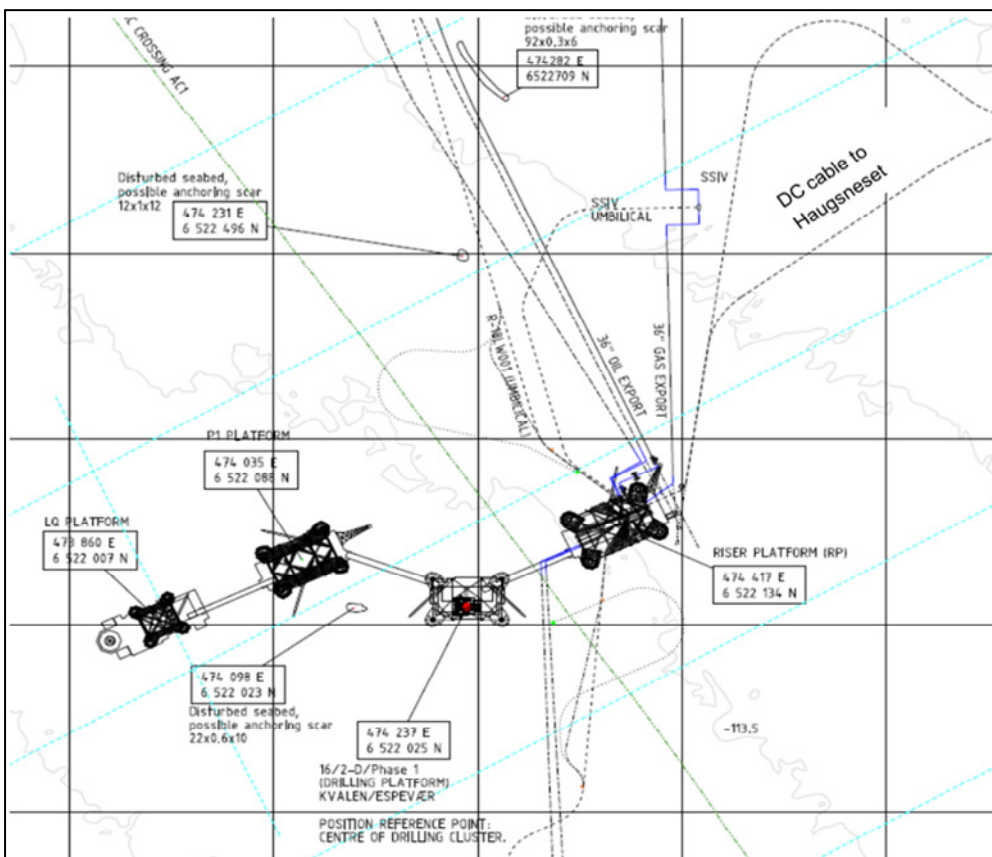 possible anchoring scar
92x0,3x6
474282 E
6522709 N
CROSSING AC1
Disturbed seabed,
possible anchoring scar
12x1x12
474 231 E
6 522 496 N
SSIV
SSIV
UMBILICAL
DC cable to
Haugsneset
(UMBILICAL)
36" OIL EXPORT
36" GAS EXPORT
P1 PLATFORM
474 035 E
6 522 088 N
LQ PLATFORM
473 860 E
6 522 007 N
RISER PLATFORM (RP)
474 417 E
6 522 134 N
474 098 E
6 522 023 N
Disturbed seabed,
possible anchoring scar
22x0,6x10
474 237 E
6 522 025 N
-113,5
16/2-D/Phase 1
(DRILLING PLATFORM)
KVALEN/ESPEVÆR
POSITION REFERENCE POINT:
CENTRE OF DRILLING CLUSTER.